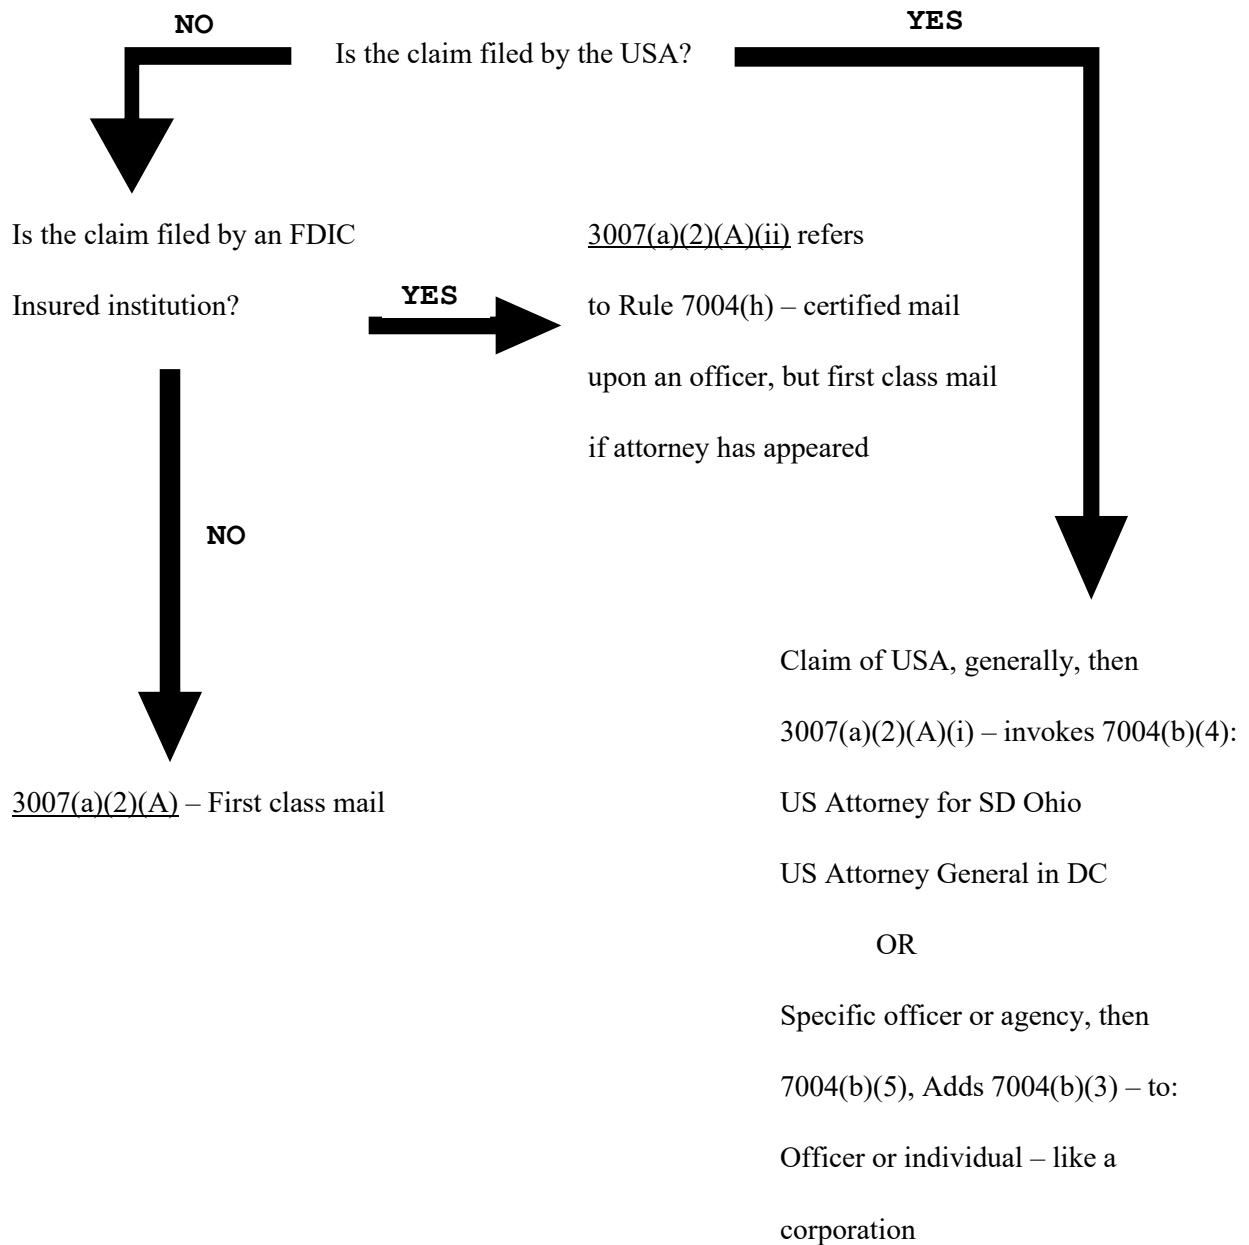 NO
YES
Is the claim filed by the USA?
Is the claim filed by an FDIC
Insured institution?
YES
3007(a)(2)(A)(ii) refers
to Rule 7004(h) – certified mail
upon an officer, but first class mail
if attorney has appeared
NO
3007(a)(2)(A) – First class mail
Claim of USA, generally, then
3007(a)(2)(A)(i) – invokes 7004(b)(4):
US Attorney for SD Ohio
US Attorney General in DC
OR
Specific officer or agency, then
7004(b)(5), Adds 7004(b)(3) – to:
Officer or individual – like a
corporation